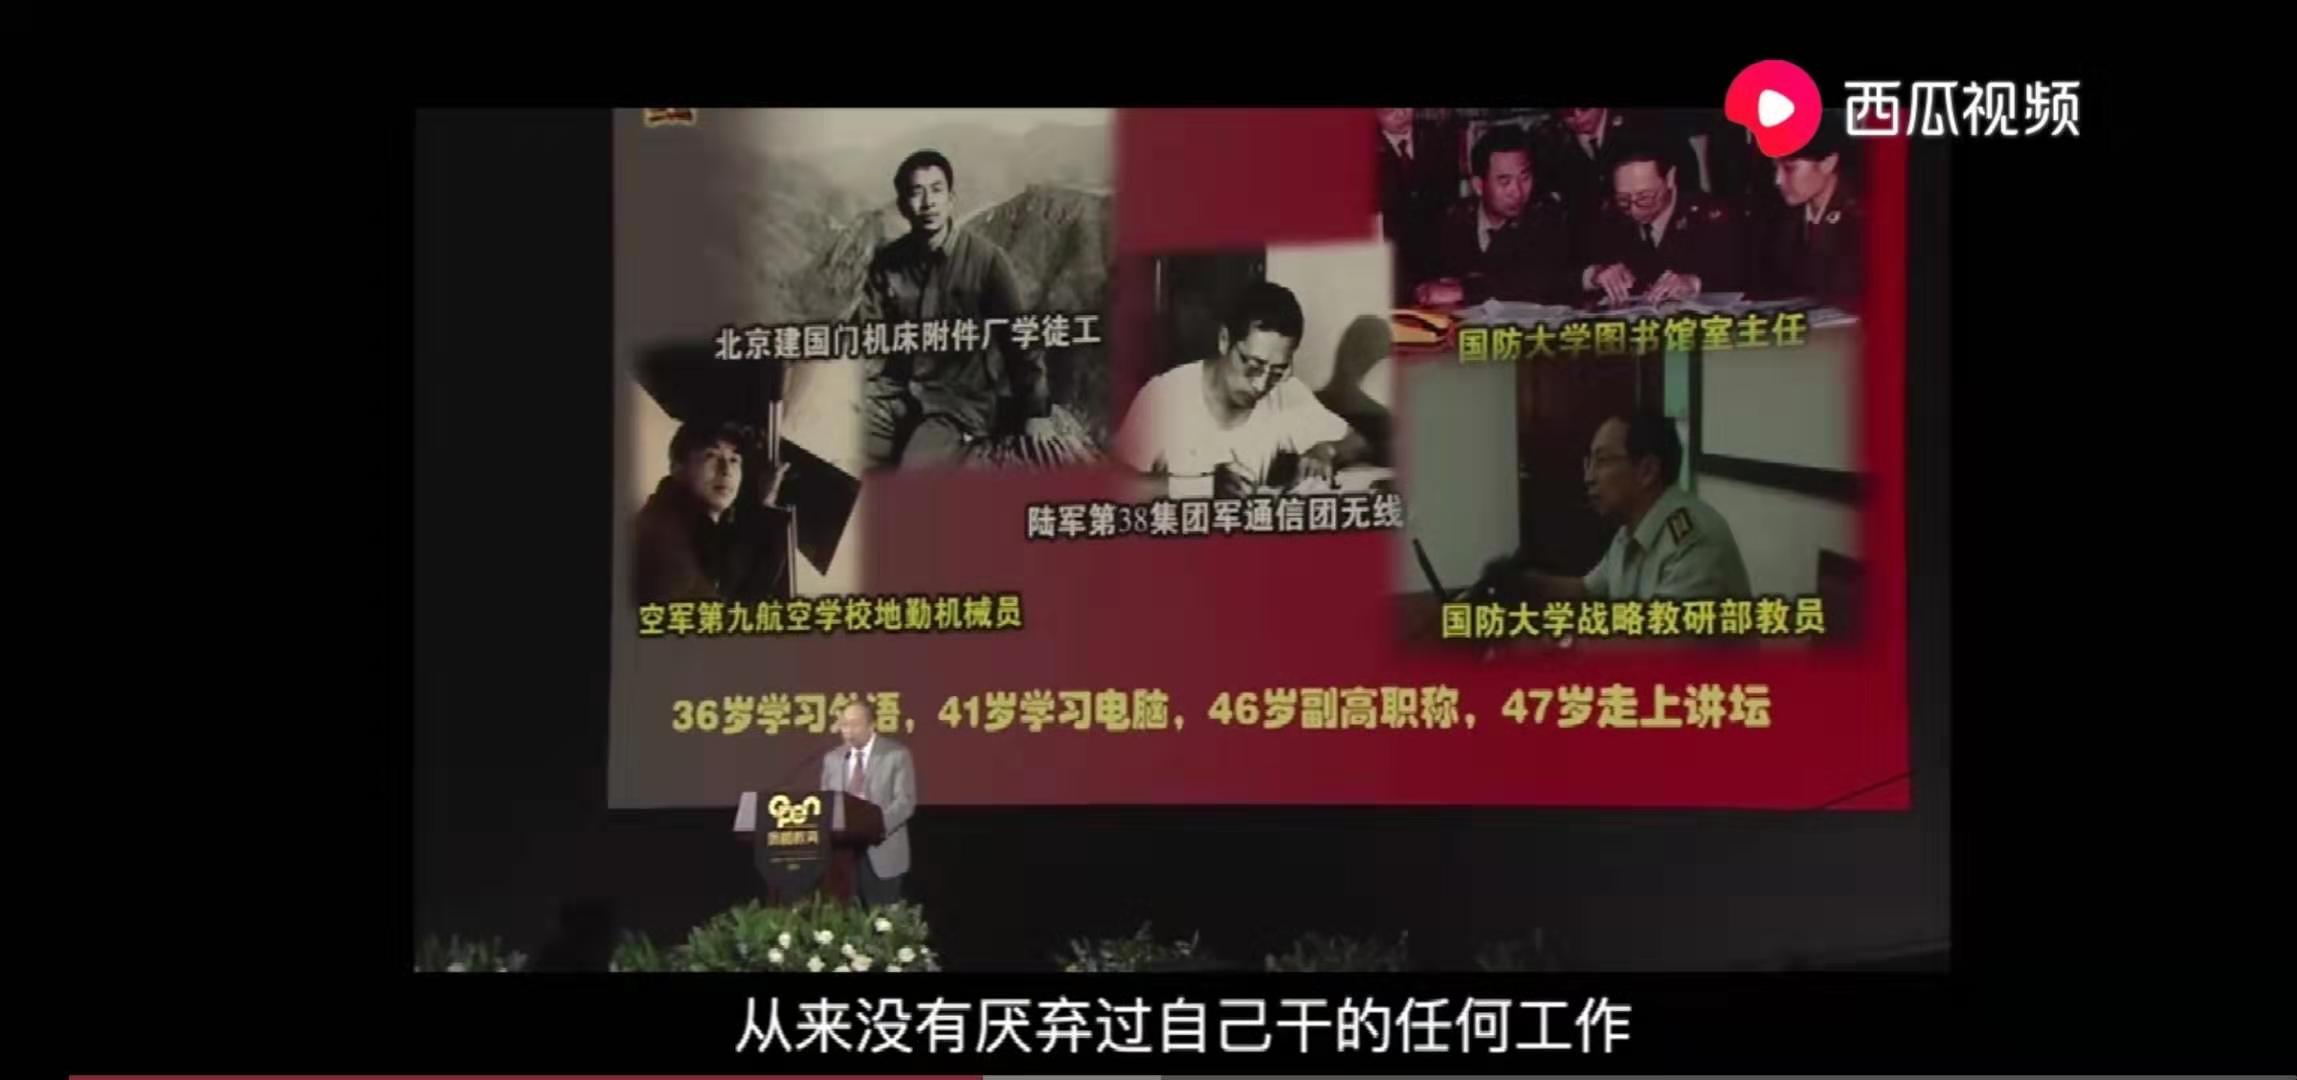 西瓜视频
北京建国门机床附件厂学徒工
国防大学图书馆室主任
陆军第38集团军通信团无线
空军第九航空学校地勤机械员
国防大学战略教研部教员
36岁学习外语，41岁学习电脑，46岁副高职称，47岁走上讲坛
Open
从来没有厌弃过自己干的任何工作